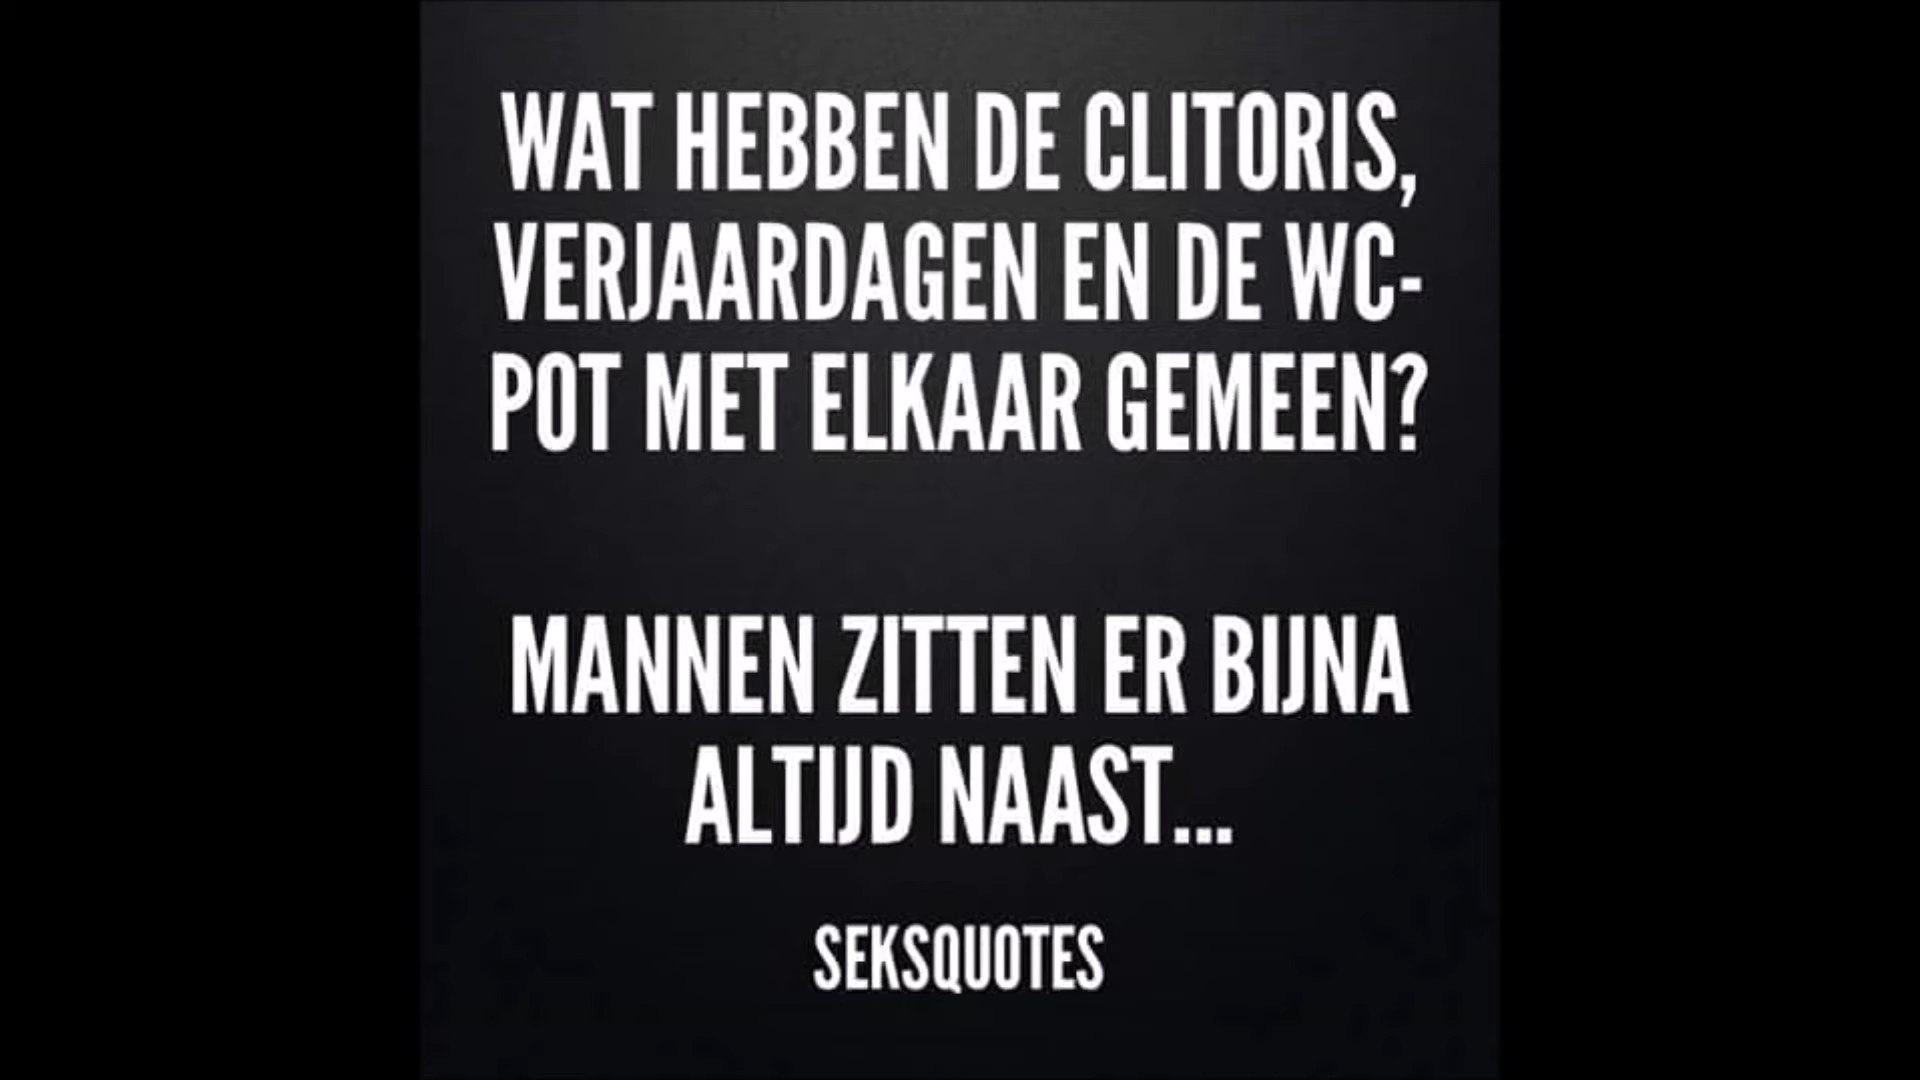 WAT HEBBEN DE CLITORIS,
VERJAARDAGEN EN DE WC-
POT MET ELKAAR GEMEEN?
MANNEN ZITTEN ER BIJNA
ALTIJD NAAST...
SEKSQUOTES